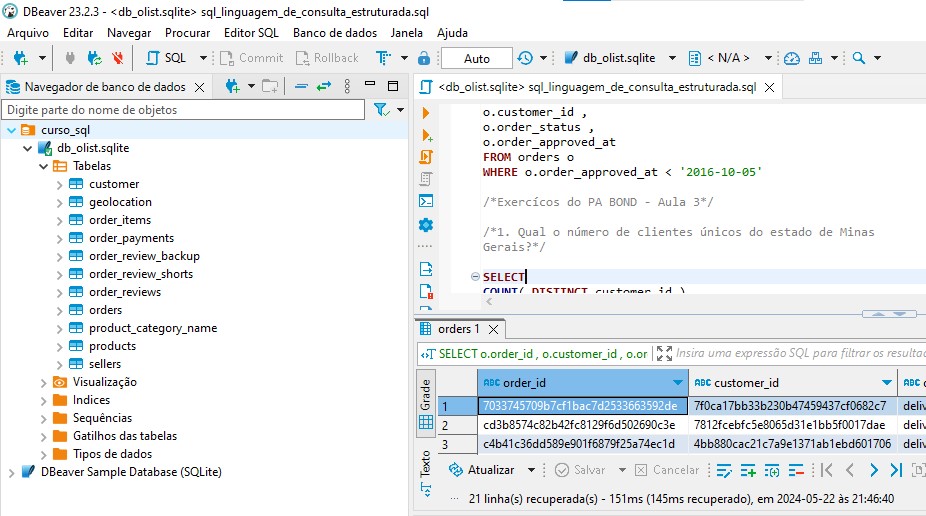 DBeaver 23.2.3 - <db_olist.sqlite> sql_linguagem_de_consulta_estruturada.sql
Arquivo Editar Navegar Procurar Editor SQL Banco de dados Janela Ajuda
SQL Commit Rollback T Auto db_olist.sqlite < N/A >
Navegador de banco de dados
Digite parte do nome de objetos
curso_sql
db_olist.sqlite
Tabelas
customer
geolocation
order_items
order_payments
order_review_backup
order_review_shorts
order_reviews
orders
product_category_name
products
sellers
Visualização
Indices
Sequências
Gatilhos das tabelas
Tipos de dados
DBeaver Sample Database (SQLite)
<db_olist.sqlite> sql_linguagem_de_consulta_estruturada.sql
o.customer_id ,
o.order_status ,
o.order_approved_at
FROM orders o
WHERE o.order_approved_at < '2016-10-05'
/*Exercícos do PA BOND - Aula 3*/
/*1. Qual o número de clientes únicos do estado de Minas
Gerais?*/
SELECT
COUNT( DISTINCT customer_id )
orders 1
SELECT o.order_id , o.customer_id , o.or
Insira uma expressão SQL para filtrar os resultac
Grade
Texto
ABC order_id ABC customer_id ABC
1 7033745709b7cf1bac7d2533663592de 7f0ca17bb33b230b47459437cf0682c7 deliv
2 cd3b8574c82b42fc8129f6d502690c3e 7812fcebfc5e8065d31e1bb5f0017dae deliv
3 c4b41c36dd589e901f6879f25a74ec1d 4bb880cac21c7a9e1371ab1ebd601706 deliv
Atualizar Salvar Cancelar
21 linha(s) recuperada(s) - 151ms (145ms recuperado), em 2024-05-22 às 21:46:40